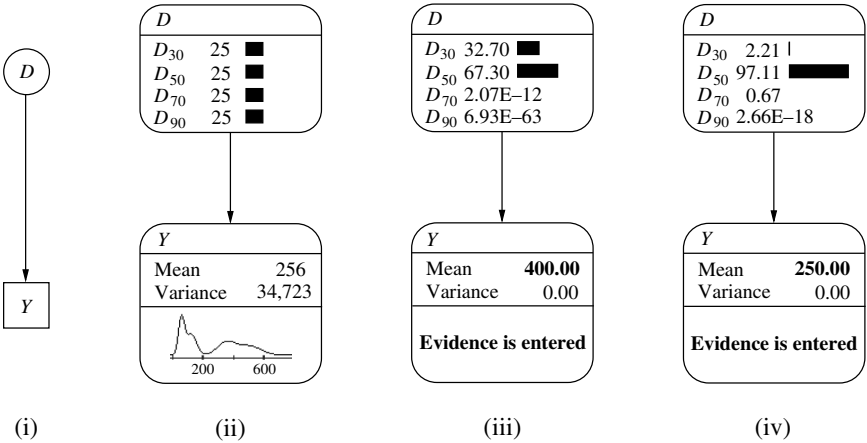 D
Y
(i)
D
D30 25
D50 25
D70 25
D90 25
Y
Mean 256
Variance 34,723
200 600
(ii)
D
D30 32.70
D50 67.30
D70 2.07E–12
D90 6.93E–63
Y
Mean 400.00
Variance 0.00
Evidence is entered
(iii)
D
D30 2.21
D50 97.11
D70 0.67
D90 2.66E–18
Y
Mean 250.00
Variance 0.00
Evidence is entered
(iv)